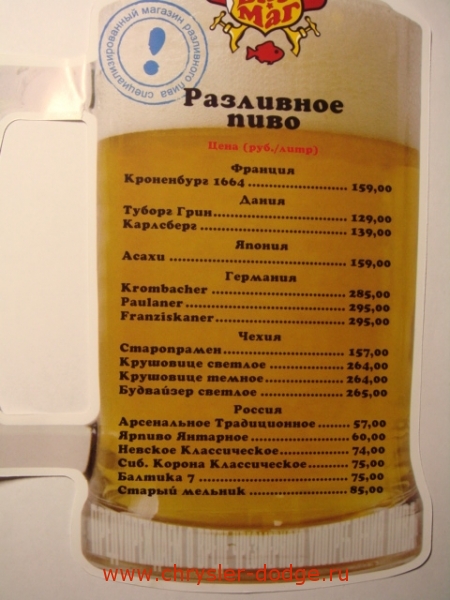 специализированный магазин разливного пива
Маг
Разливное
пиво
Цена (руб./литр)
Франция
Кроненбург 1664 ........................... 159,00
Дания
Туборг Грин................................. 129,00
Карлсберг .................................... 139,00
Япония
Асахи ........................................... 159,00
Германия
Krombacher ................................ 285,00
Paulaner ...................................... 295,00
Franziskaner................................ 295,00
Чехия
Старопрамен............................... 157,00
Крушовице светлое .................... 264,00
Крушовице темное..................... 264,00
Будвайзер светлое ...................... 265,00
Россия
Арсенальное Традиционное ....... 57,00
Ярпиво Янтарное ......................... 60,00
Невское Классическое.................. 74,00
Сиб. Корона Классическое........... 75,00
Балтика 7 ..................................... 75,00
Старый мельник .......................... 85,00
www.chrysler-dodge.ru